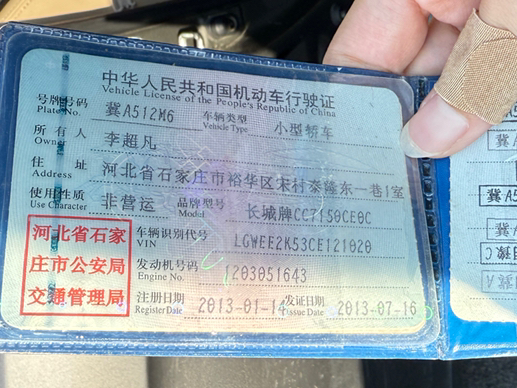 中华人民共和国机动车行驶证
Vehicle License of the People's Republic of China
号牌号码 冀A512M6 车辆类型 小型轿车
Plate No. Vehicle Type
所有人 李超凡
Owner
住址 河北省石家庄市裕华区宋村秦隆东一巷1室
Address
使用性质 非营运 品牌型号 长城牌CC7150CE0C
Use Character Model
河北省石家 车辆识别代号 LGWEE2K53CE121020
VIN
庄市公安局 发动机号码 1203051643
Engine No.
交通管理局 注册日期 2013-01-14 发证日期 2013-07-16
Register Date Issue Date